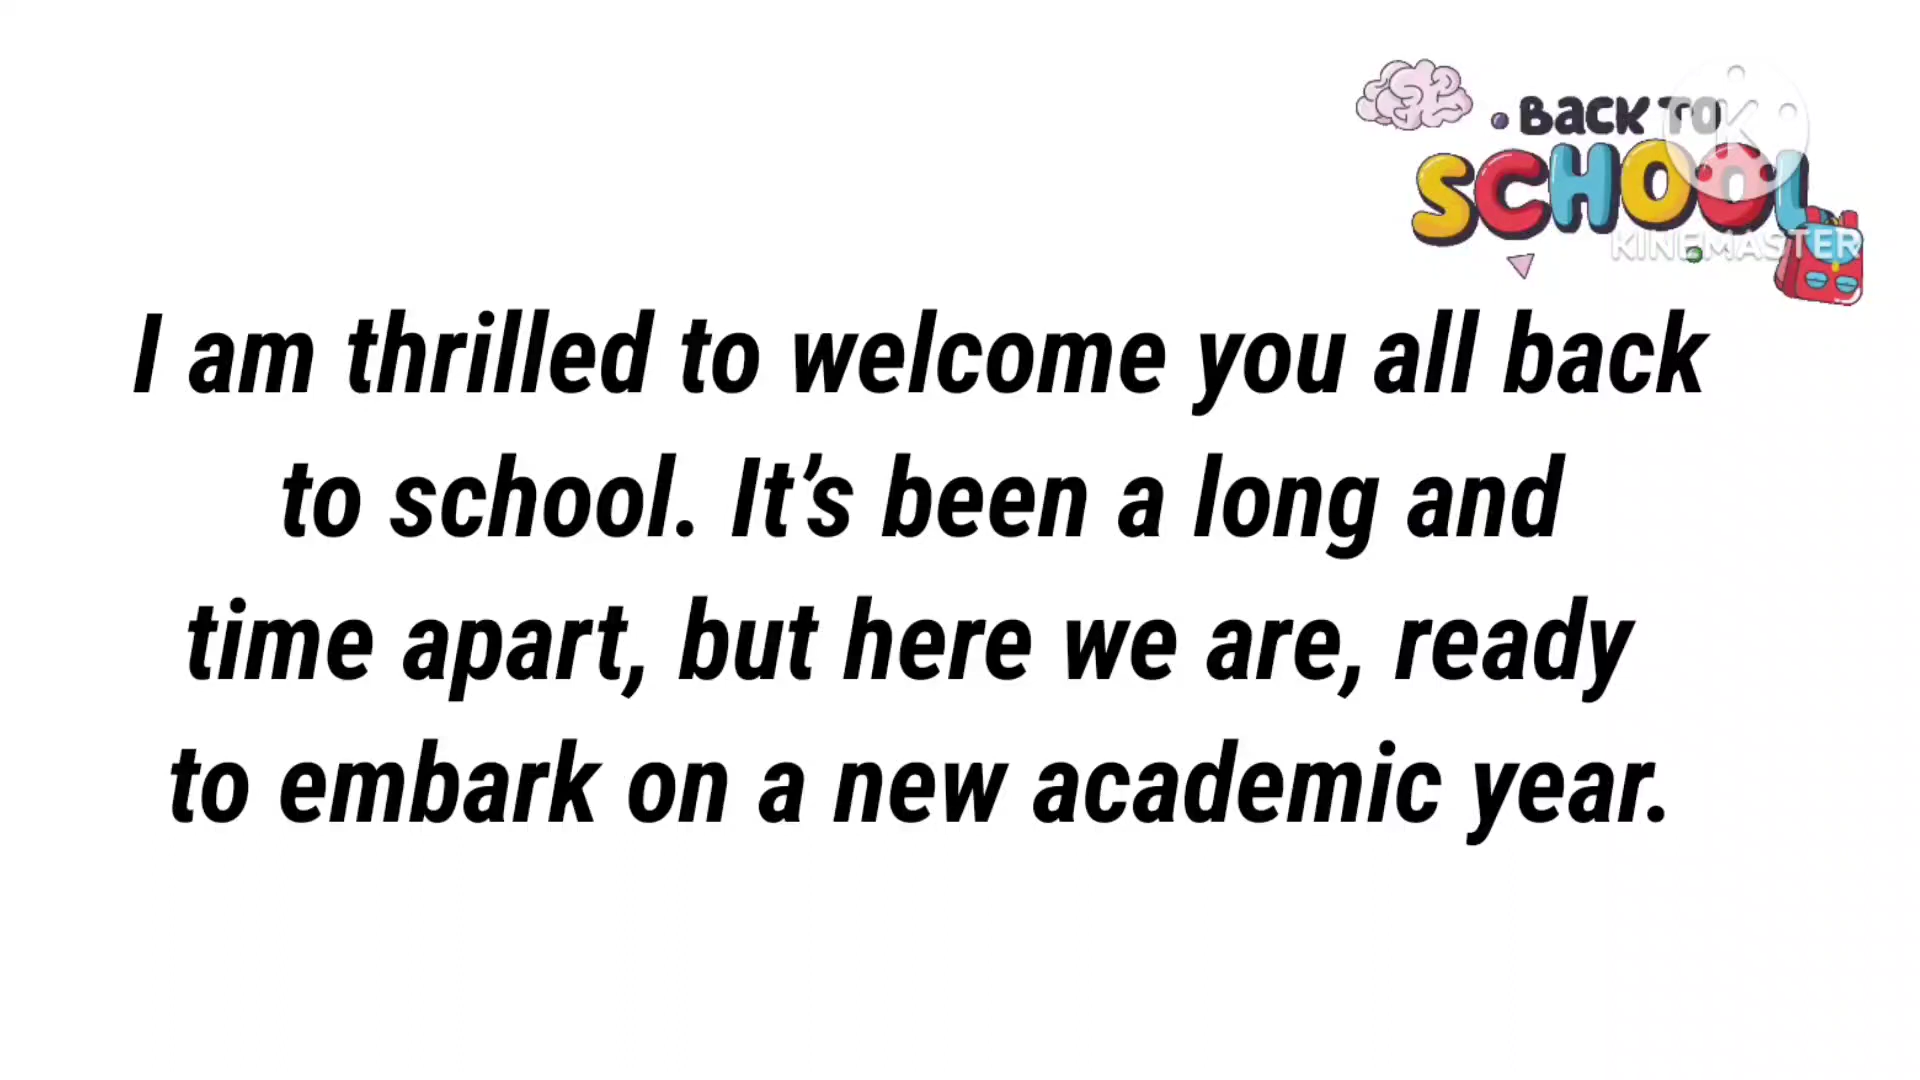 BACK TO
SCHOOL
KINEMASTER
I am thrilled to welcome you all back
to school. It’s been a long and
time apart, but here we are, ready
to embark on a new academic year.